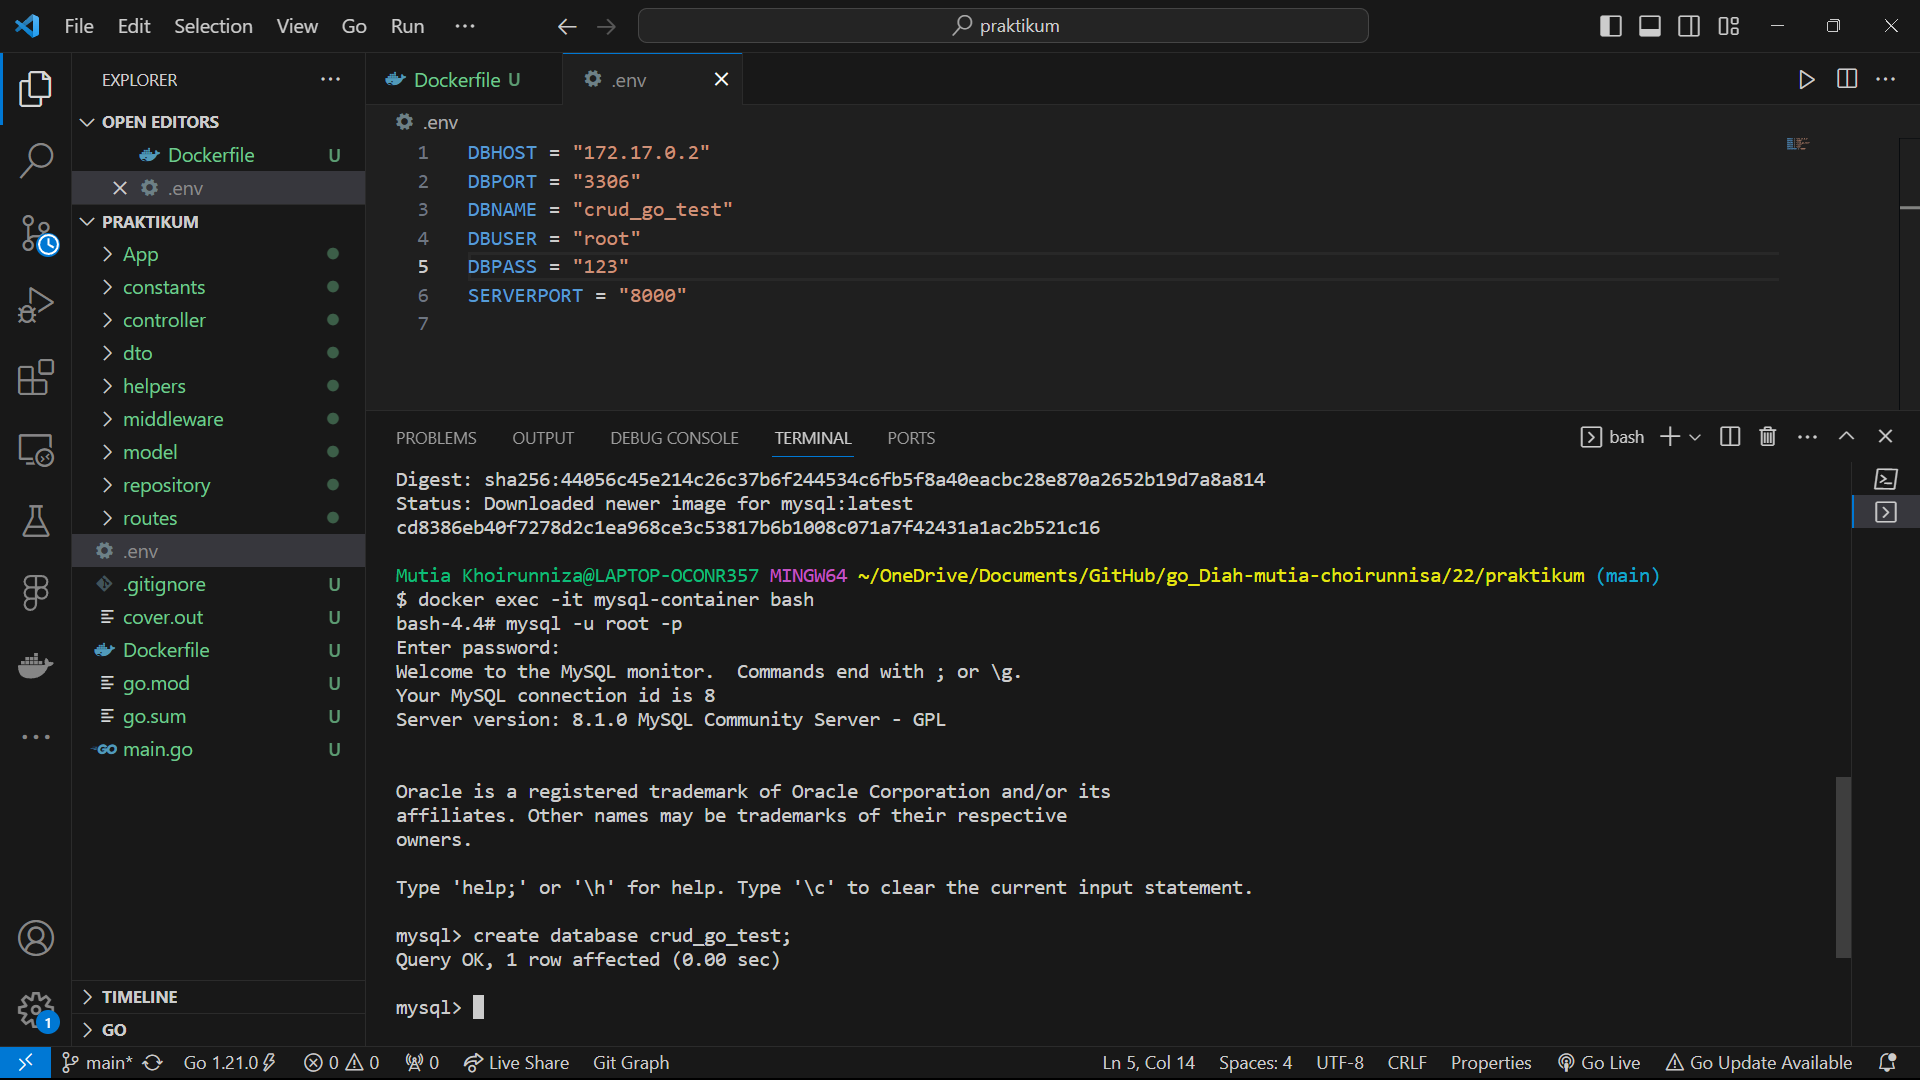 File Edit Selection View Go Run ···
praktikum
EXPLORER
OPEN EDITORS
Dockerfile U
.env
PRAKTIKUM
App
constants
controller
dto
helpers
middleware
model
repository
routes
.env
.gitignore U
cover.out U
Dockerfile U
go.mod U
go.sum U
GO main.go U
TIMELINE
GO
1
Dockerfile U
.env
.env
1 DBHOST = "172.17.0.2"
2 DBPORT = "3306"
3 DBNAME = "crud_go_test"
4 DBUSER = "root"
5 DBPASS = "123"
6 SERVERPORT = "8000"
7
PROBLEMS OUTPUT DEBUG CONSOLE TERMINAL PORTS
bash
Digest: sha256:44056c45e214c26c37b6f244534c6fb5f8a40eacbc28e870a2652b19d7a8a814
Status: Downloaded newer image for mysql:latest
cd8386eb40f7278d2c1ea968ce3c53817b6b1008c071a7f42431a1ac2b521c16
Mutia Khoirunniza@LAPTOP-OCONR357 MINGW64 ~/OneDrive/Documents/GitHub/go_Diah-mutia-choirunnisa/22/praktikum (main)
$ docker exec -it mysql-container bash
bash-4.4# mysql -u root -p
Enter password:
Welcome to the MySQL monitor.  Commands end with ; or \g.
Your MySQL connection id is 8
Server version: 8.1.0 MySQL Community Server - GPL
Oracle is a registered trademark of Oracle Corporation and/or its
affiliates. Other names may be trademarks of their respective
owners.
Type 'help;' or '\h' for help. Type '\c' to clear the current input statement.
mysql> create database crud_go_test;
Query OK, 1 row affected (0.00 sec)
mysql>
main* Go 1.21.0 0 0 0 Live Share Git Graph Ln 5, Col 14 Spaces: 4 UTF-8 CRLF Properties Go Live Go Update Available